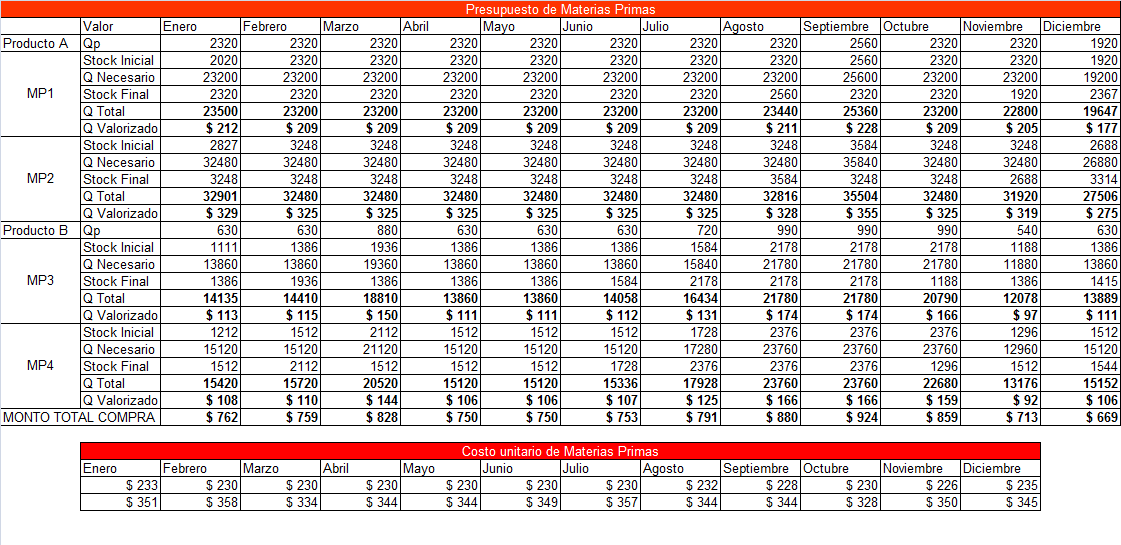 Presupuesto de Materias Primas
Valor Enero Febrero Marzo Abril Mayo Junio Julio Agosto Septiembre Octubre Noviembre Diciembre
Producto A Qp 2320 2320 2320 2320 2320 2320 2320 2320 2560 2320 2320 1920
Stock Inicial 2020 2320 2320 2320 2320 2320 2320 2320 2560 2320 2320 1920
Q Necesario 23200 23200 23200 23200 23200 23200 23200 23200 25600 23200 23200 19200
MP1 Stock Final 2320 2320 2320 2320 2320 2320 2320 2560 2320 2320 1920 2367
Q Total 23500 23200 23200 23200 23200 23200 23200 23440 25360 23200 22800 19647
Q Valorizado $ 212 $ 209 $ 209 $ 209 $ 209 $ 209 $ 209 $ 211 $ 228 $ 209 $ 205 $ 177
Stock Inicial 2827 3248 3248 3248 3248 3248 3248 3248 3584 3248 3248 2688
Q Necesario 32480 32480 32480 32480 32480 32480 32480 32480 35840 32480 32480 26880
MP2 Stock Final 3248 3248 3248 3248 3248 3248 3248 3584 3248 3248 2688 3314
Q Total 32901 32480 32480 32480 32480 32480 32480 32816 35504 32480 31920 27506
Q Valorizado $ 329 $ 325 $ 325 $ 325 $ 325 $ 325 $ 325 $ 328 $ 355 $ 325 $ 319 $ 275
Producto B Qp 630 630 880 630 630 630 720 990 990 990 540 630
Stock Inicial 1111 1386 1936 1386 1386 1386 1584 2178 2178 2178 1188 1386
Q Necesario 13860 13860 19360 13860 13860 13860 15840 21780 21780 21780 11880 13860
MP3 Stock Final 1386 1936 1386 1386 1386 1584 2178 2178 2178 1188 1386 1415
Q Total 14135 14410 18810 13860 13860 14058 16434 21780 21780 20790 12078 13889
Q Valorizado $ 113 $ 115 $ 150 $ 111 $ 111 $ 112 $ 131 $ 174 $ 174 $ 166 $ 97 $ 111
Stock Inicial 1212 1512 2112 1512 1512 1512 1728 2376 2376 2376 1296 1512
Q Necesario 15120 15120 21120 15120 15120 15120 17280 23760 23760 23760 12960 15120
MP4 Stock Final 1512 2112 1512 1512 1512 1728 2376 2376 2376 1296 1512 1544
Q Total 15420 15720 20520 15120 15120 15336 17928 23760 23760 22680 13176 15152
Q Valorizado $ 108 $ 110 $ 144 $ 106 $ 106 $ 107 $ 125 $ 166 $ 166 $ 159 $ 92 $ 106
MONTO TOTAL COMPRA $ 762 $ 759 $ 828 $ 750 $ 750 $ 753 $ 791 $ 880 $ 924 $ 859 $ 713 $ 669
Costo unitario de Materias Primas
Enero Febrero Marzo Abril Mayo Junio Julio Agosto Septiembre Octubre Noviembre Diciembre
$ 233 $ 230 $ 230 $ 230 $ 230 $ 230 $ 230 $ 232 $ 228 $ 230 $ 226 $ 235
$ 351 $ 358 $ 334 $ 344 $ 344 $ 349 $ 357 $ 344 $ 344 $ 328 $ 350 $ 345